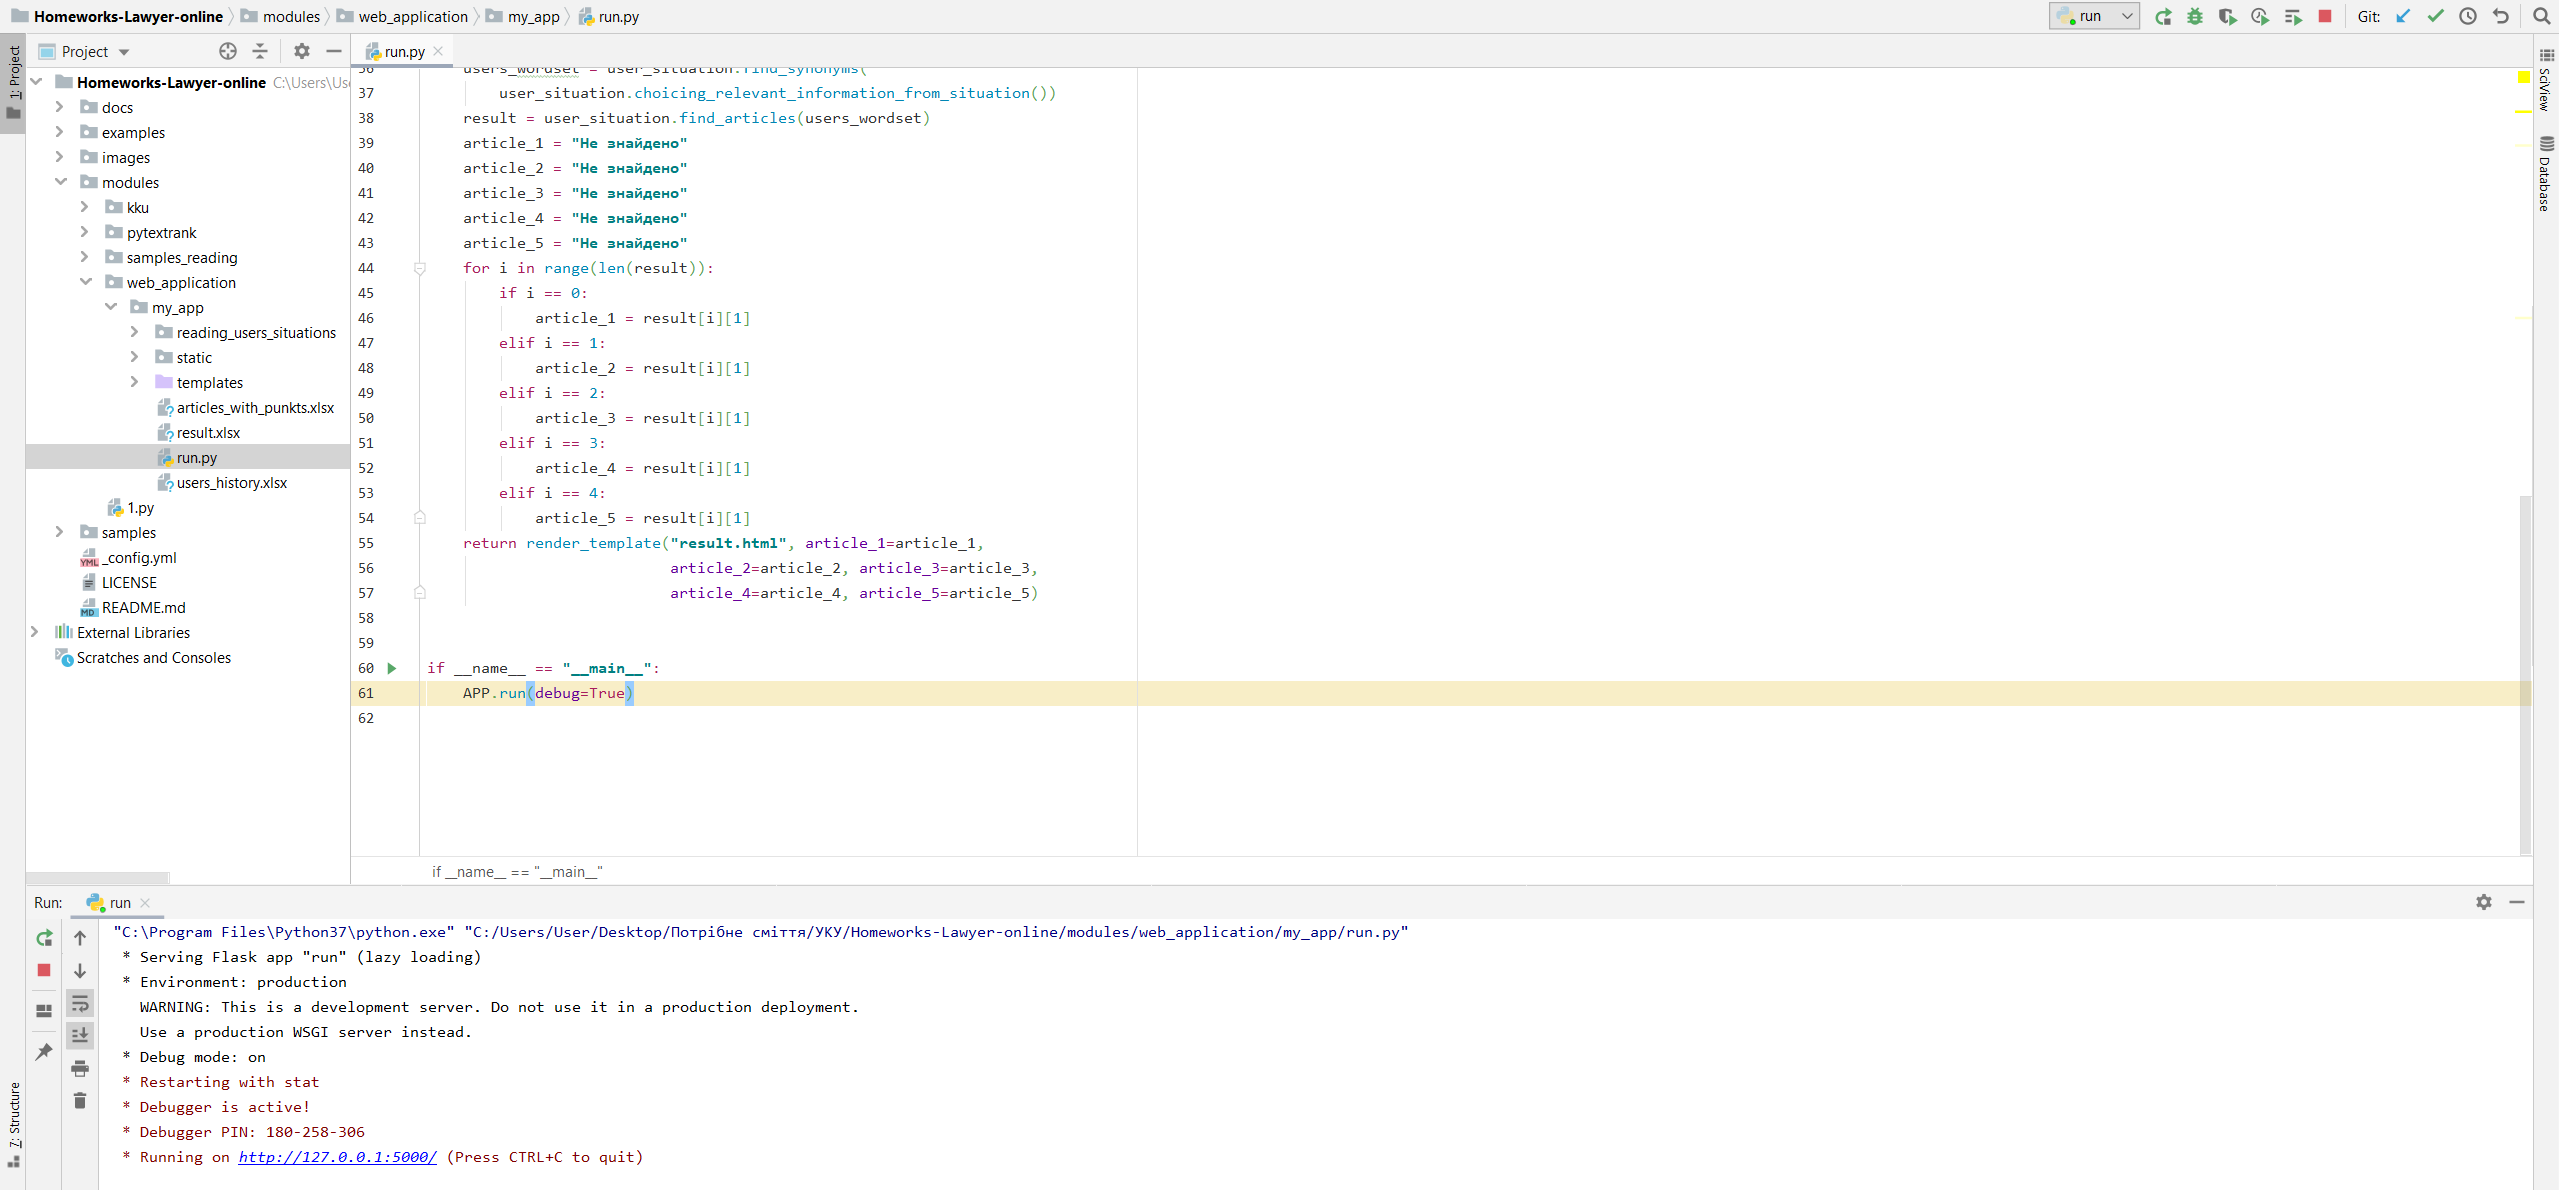 Homeworks-Lawyer-online modules web_application my_app run.py
run Git:
1: Project
Project
run.py
Homeworks-Lawyer-online C:\Users\Us
docs
examples
images
modules
kku
pytextrank
samples_reading
web_application
my_app
reading_users_situations
static
templates
articles_with_punkts.xlsx
result.xlsx
run.py
users_history.xlsx
1.py
samples
_config.yml
LICENSE
README.md
External Libraries
Scratches and Consoles
36 users_wordset = user_situation.find_synonyms(
37 user_situation.choicing_relevant_information_from_situation())
38 result = user_situation.find_articles(users_wordset)
39 article_1 = "Не знайдено"
40 article_2 = "Не знайдено"
41 article_3 = "Не знайдено"
42 article_4 = "Не знайдено"
43 article_5 = "Не знайдено"
44 for i in range(len(result)):
45 if i == 0:
46 article_1 = result[i][1]
47 elif i == 1:
48 article_2 = result[i][1]
49 elif i == 2:
50 article_3 = result[i][1]
51 elif i == 3:
52 article_4 = result[i][1]
53 elif i == 4:
54 article_5 = result[i][1]
55 return render_template("result.html", article_1=article_1,
56 article_2=article_2, article_3=article_3,
57 article_4=article_4, article_5=article_5)
58
59
60 if __name__ == "__main__":
61 APP.run(debug=True)
62
if __name__ == "__main__"
SciView
Database
Run: run
"C:\Program Files\Python37\python.exe" "C:/Users/User/Desktop/Потрібне сміття/УКУ/Homeworks-Lawyer-online/modules/web_application/my_app/run.py"
* Serving Flask app "run" (lazy loading)
* Environment: production
WARNING: This is a development server. Do not use it in a production deployment.
Use a production WSGI server instead.
* Debug mode: on
* Restarting with stat
* Debugger is active!
* Debugger PIN: 180-258-306
* Running on http://127.0.0.1:5000/ (Press CTRL+C to quit)
7: Structure